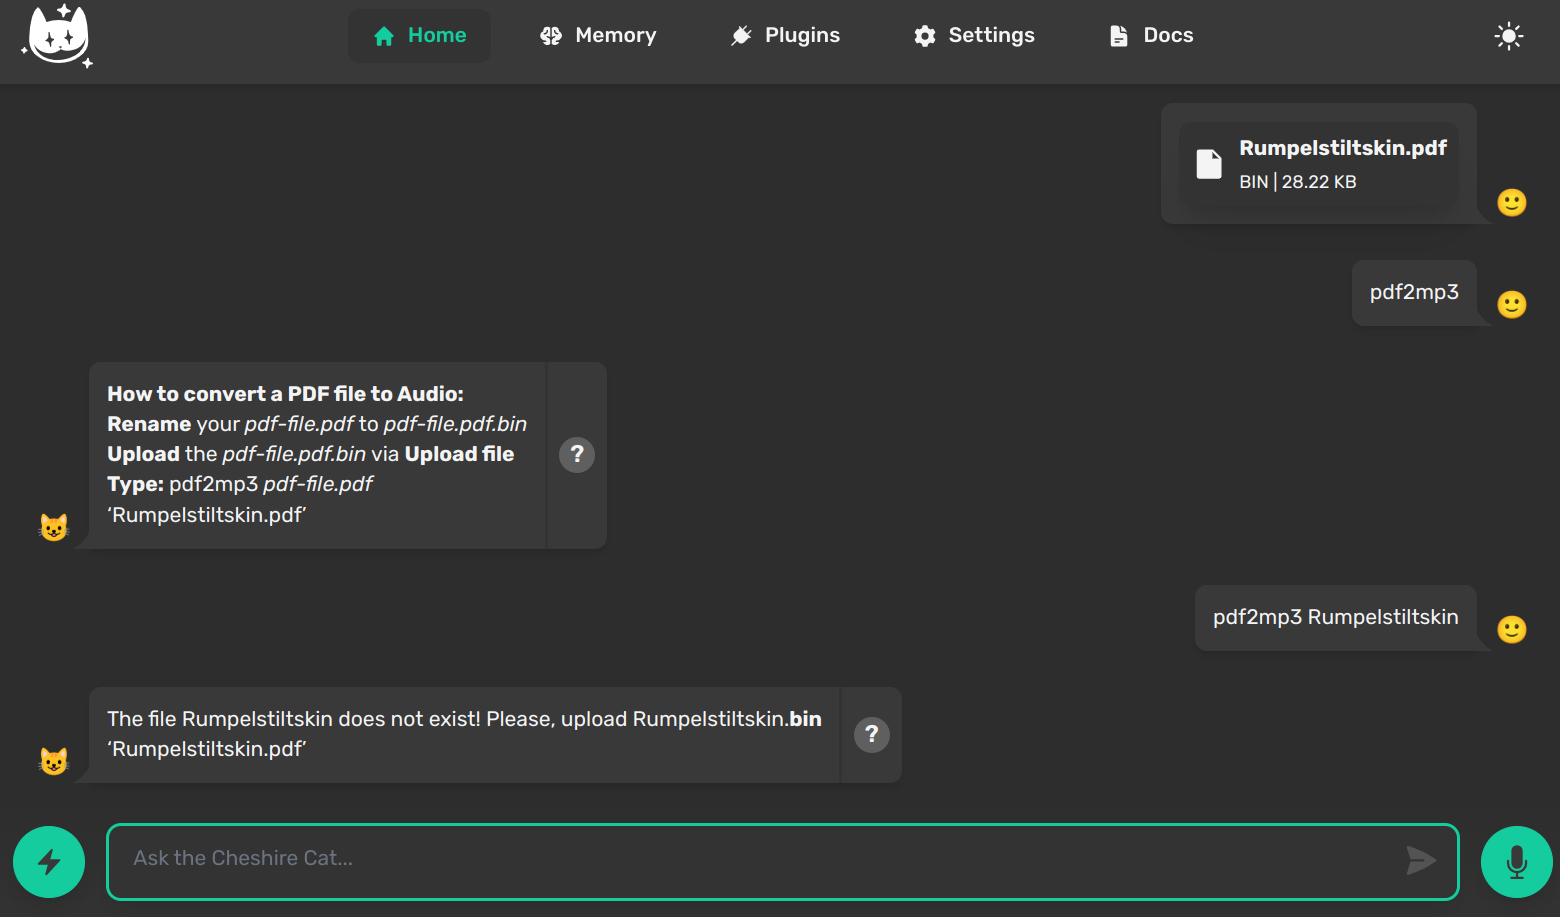 Home
Memory
Plugins
Settings
Docs
Rumpelstiltskin.pdf
BIN | 28.22 KB
pdf2mp3
How to convert a PDF file to Audio:
Rename your pdf-file.pdf to pdf-file.pdf.bin
Upload the pdf-file.pdf.bin via Upload file
Type: pdf2mp3 pdf-file.pdf
‘Rumpelstiltskin.pdf’
?
pdf2mp3 Rumpelstiltskin
The file Rumpelstiltskin does not exist! Please, upload Rumpelstiltskin.bin
‘Rumpelstiltskin.pdf’
?
Ask the Cheshire Cat...